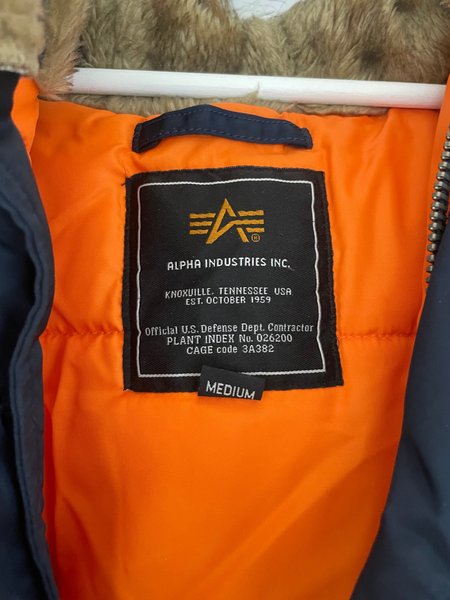 ALPHA INDUSTRIES INC.
KNOXVILLE, TENNESSEE USA
EST. OCTOBER 1959
Official U.S. Defense Dept. Contractor
PLANT INDEX No. 026200
CAGE code 3A382
MEDIUM